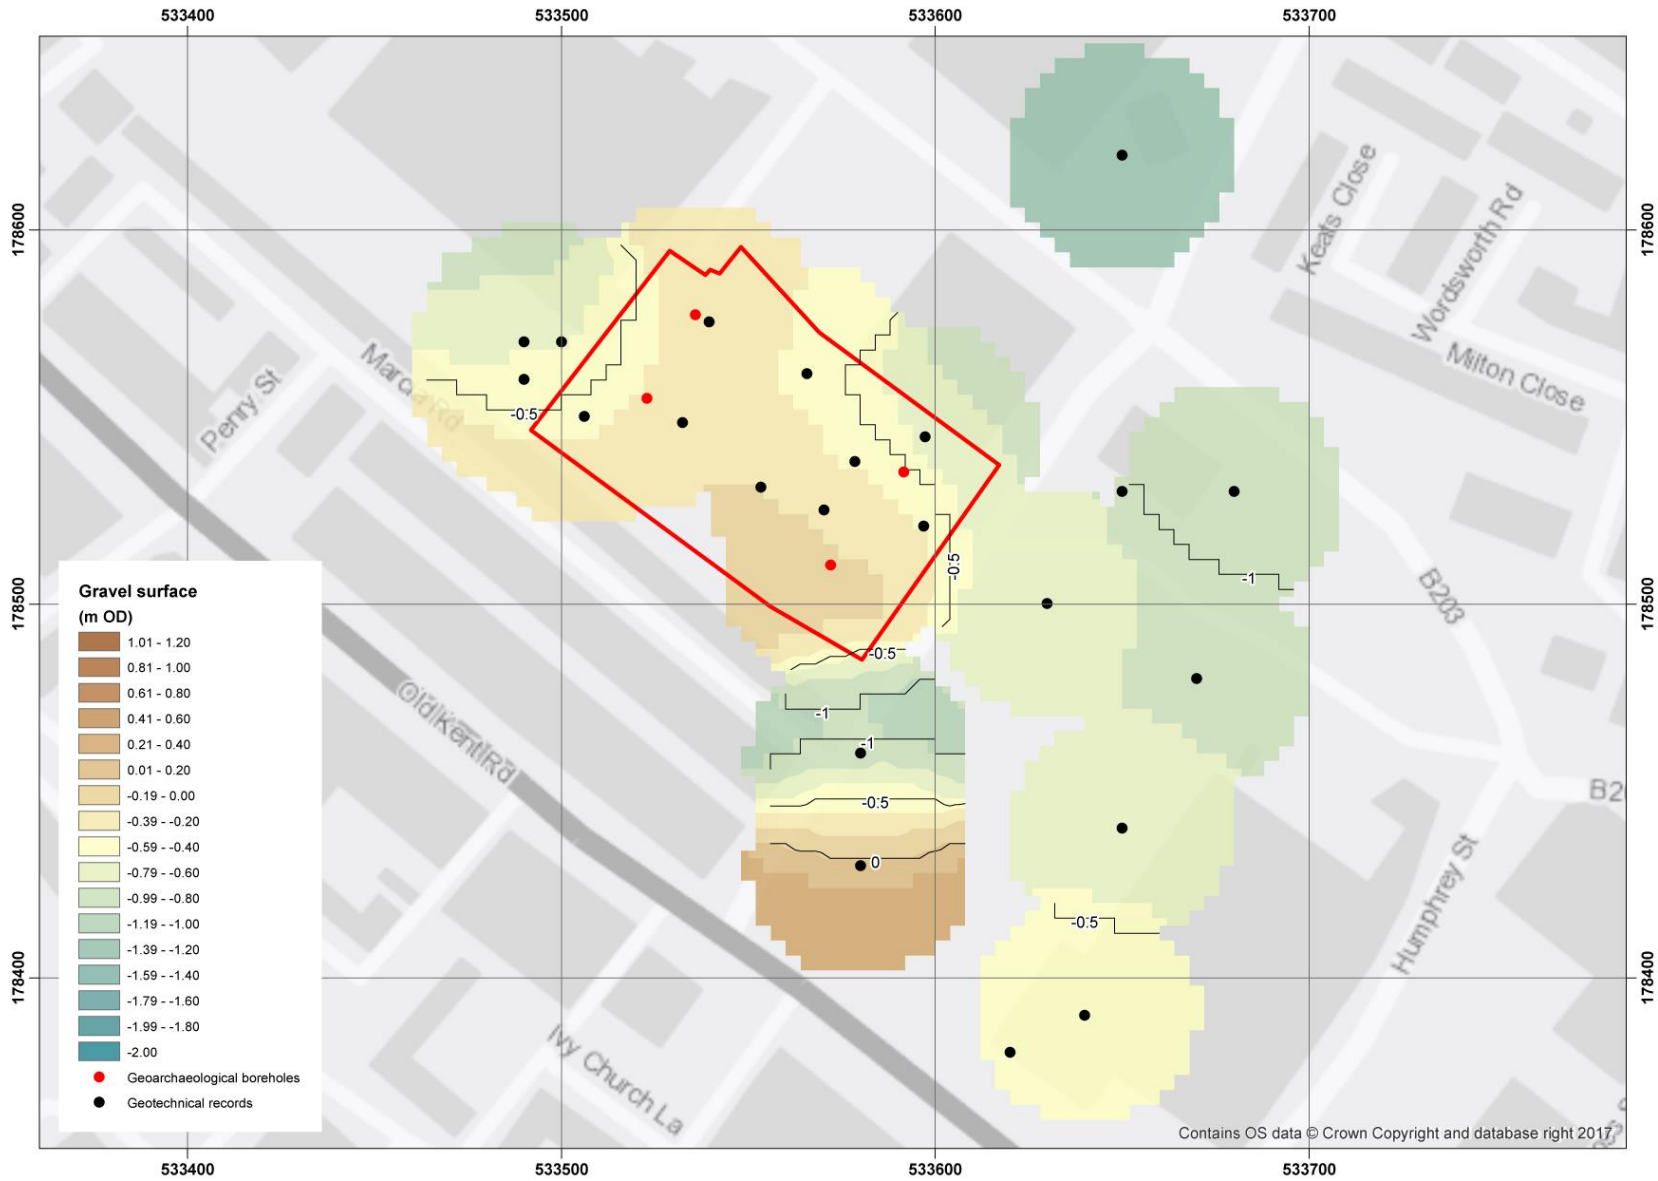 533400 533500 533600 533700
178600 178600
Keats Close
Wordsworth Rd
Milton Close
Penry St
-0.5
-0.5
-1
B203
178500 178500
-0.5
-1
-1
-0.5
0
-0.5
Old Kent Rd
Humphrey St
178400 178400
Ivy Church La
Gravel surface
(m OD)
1.01 - 1.20
0.81 - 1.00
0.61 - 0.80
0.41 - 0.60
0.21 - 0.40
0.01 - 0.20
-0.19 - 0.00
-0.39 - -0.20
-0.59 - -0.40
-0.79 - -0.60
-0.99 - -0.80
-1.19 - -1.00
-1.39 - -1.20
-1.59 - -1.40
-1.79 - -1.60
-1.99 - -1.80
-2.00
Geoarchaeological boreholes
Geotechnical records
Contains OS data © Crown Copyright and database right 2017
533400 533500 533600 533700